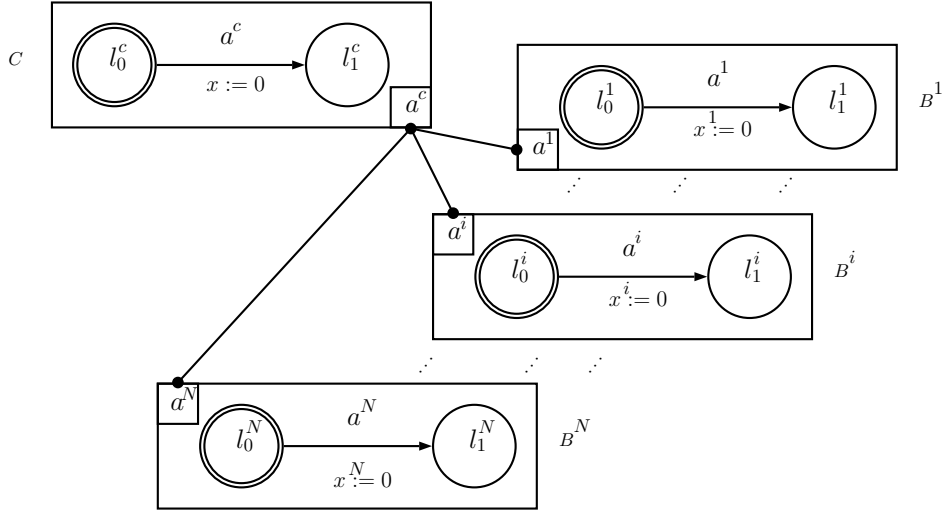 C
l_0^c
a^c
x := 0
l_1^c
a^c
l_0^1
a^1
x^1 := 0
l_1^1
B^1
a^1
a^i
l_0^i
a^i
x^i := 0
l_1^i
B^i
a^N
l_0^N
a^N
x^N := 0
l_1^N
B^N